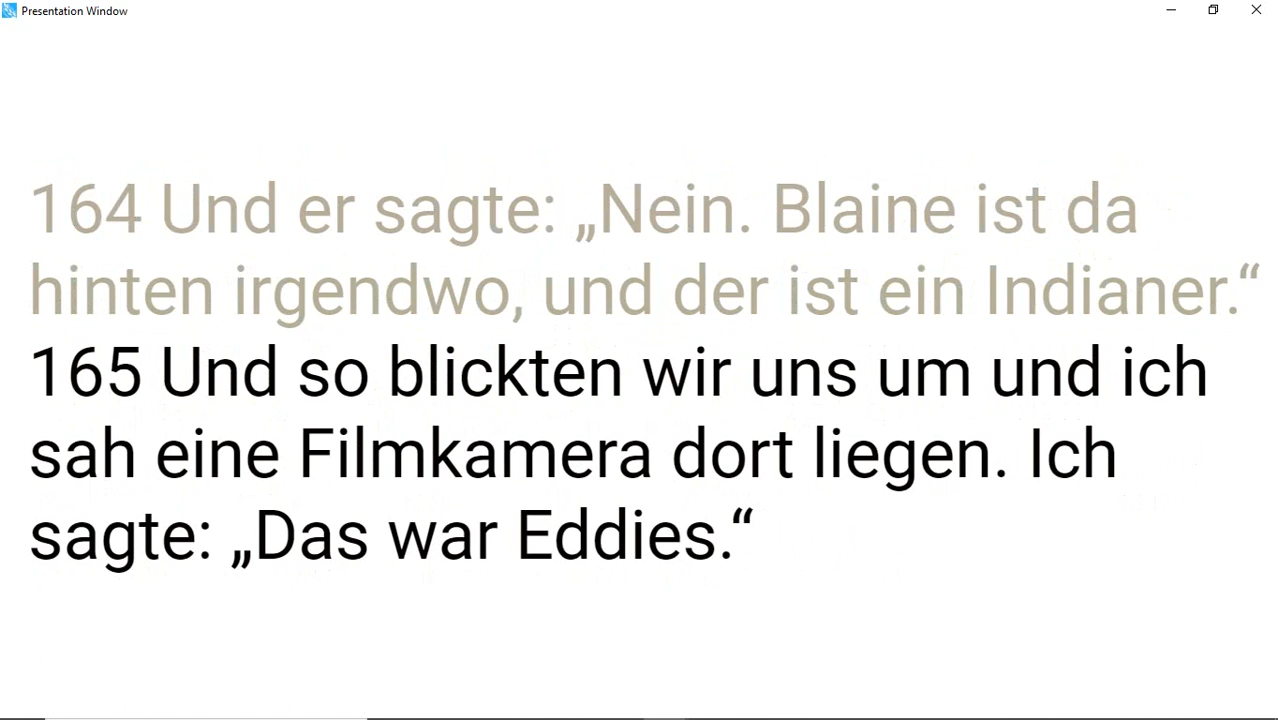 Presentation Window
164 Und er sagte: „Nein. Blaine ist da
hinten irgendwo, und der ist ein Indianer.“
165 Und so blickten wir uns um und ich
sah eine Filmkamera dort liegen. Ich
sagte: „Das war Eddies.“